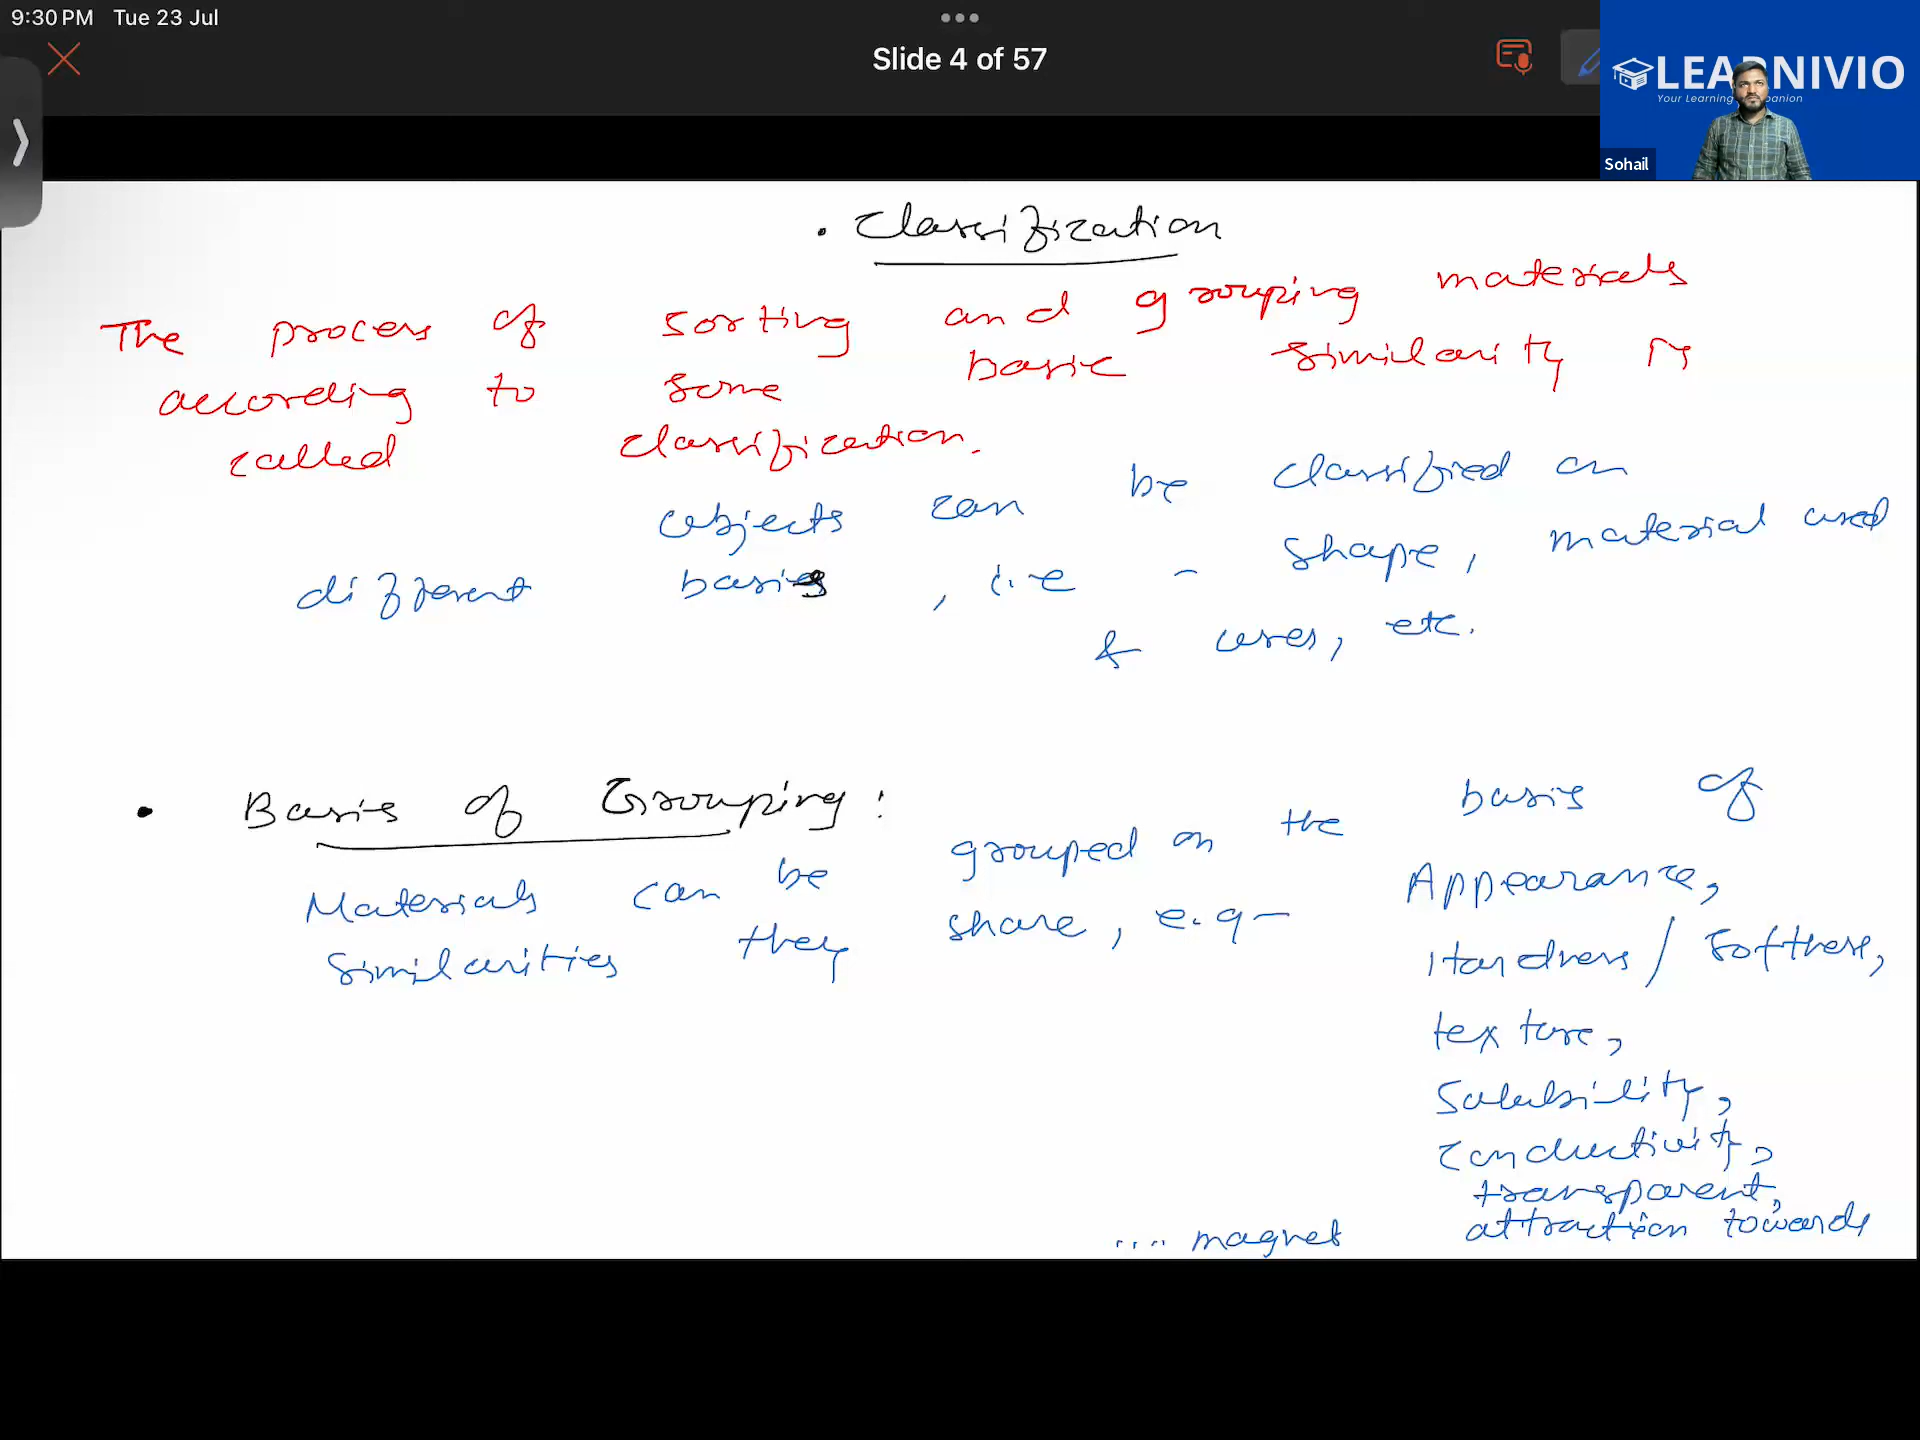 9:30 PM Tue 23 Jul
Slide 4 of 57
LEARNIVIO
Your Learning Companion
Sohail
• Classification
The process of sorting and grouping materials
according to some basic similarity is
called classification.
objects can be classified on
different basis, i.e - shape, material used
& uses, etc.
• Basis of Grouping:
Materials can be grouped on the basis of
similarities they share, e.g- Appearance,
Hardness/Softness,
texture,
Solubility,
conductivity,
transparent,
attraction towards
.... magnet